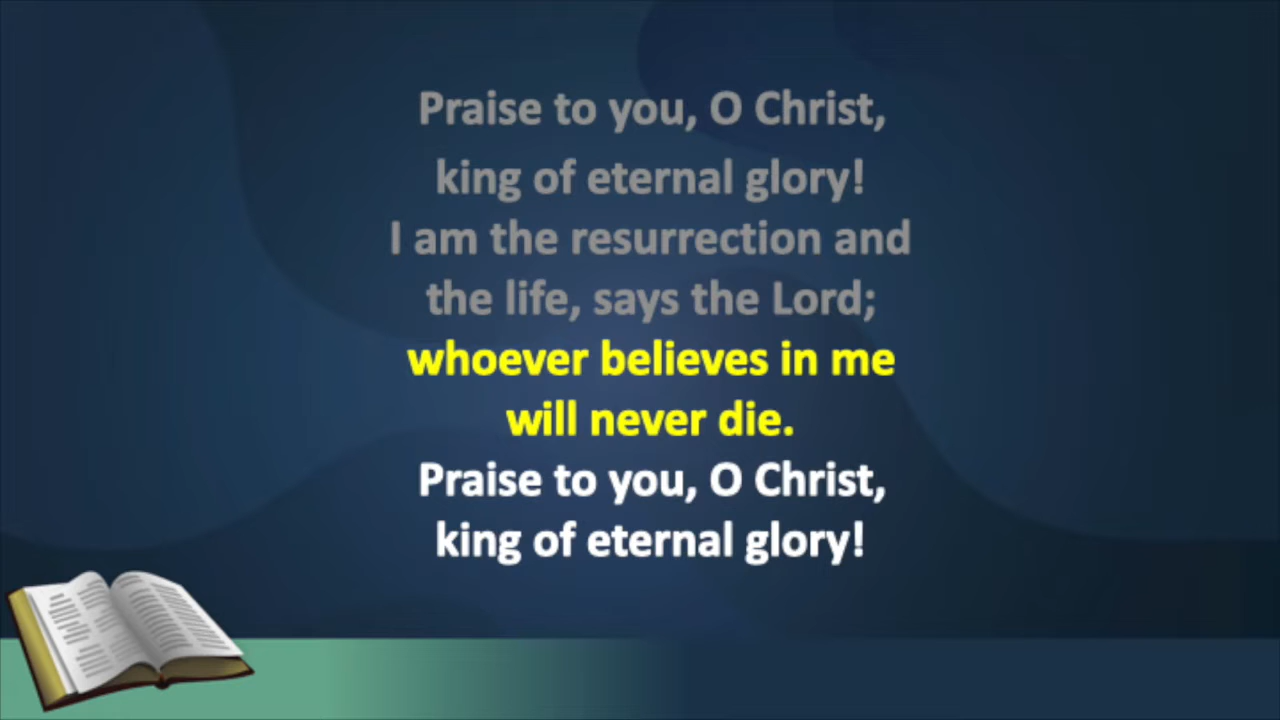 Praise to you, O Christ,
king of eternal glory!
I am the resurrection and
the life, says the Lord;
whoever believes in me
will never die.
Praise to you, O Christ,
king of eternal glory!